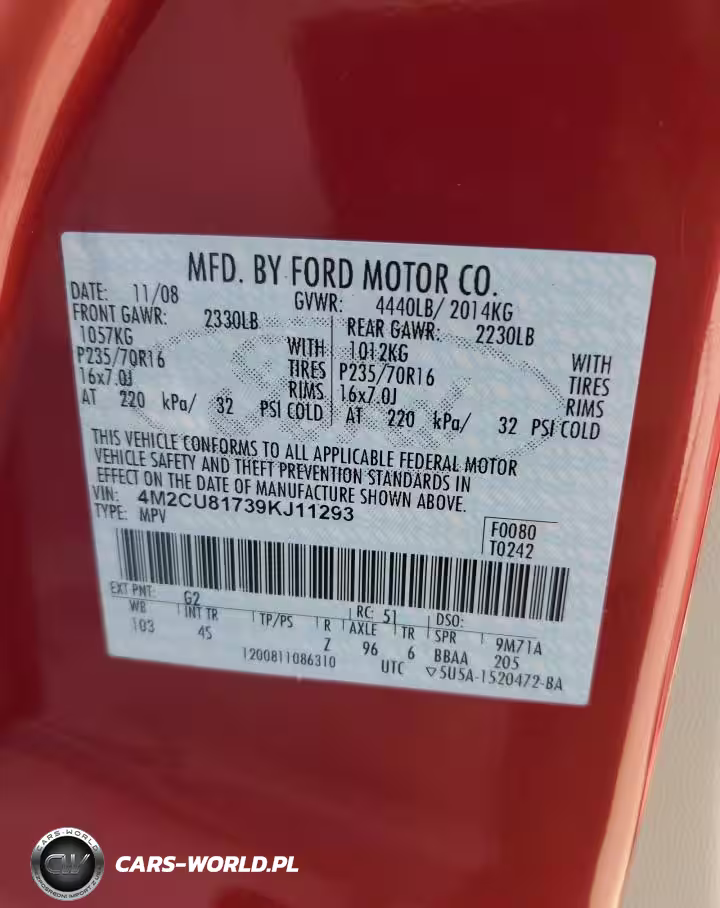 MFD. BY FORD MOTOR CO.
DATE: 11/08 GVWR: 4440LB/ 2014KG
FRONT GAWR: 2330LB REAR GAWR: 2230LB
1057KG WITH 1012KG WITH
P235/70R16 TIRES P235/70R16 TIRES
16x7.0J RIMS 16x7.0J RIMS
AT 220 kPa/ 32 PSI COLD AT 220 kPa/ 32 PSI COLD
THIS VEHICLE CONFORMS TO ALL APPLICABLE FEDERAL MOTOR
VEHICLE SAFETY AND THEFT PREVENTION STANDARDS IN
EFFECT ON THE DATE OF MANUFACTURE SHOWN ABOVE.
VIN: 4M2CU81739KJ11293
TYPE: MPV
F0080
T0242
EXT PNT: G2 RC: 51 DSO:
WB INT TR TP/PS R AXLE TR SPR 9M71A
103 45 Z 96 6 BBAA 205
1200811086310 UTC ▽5U5A-1520472-BA
CARS-WORLD
CW
CARS-WORLD.PL